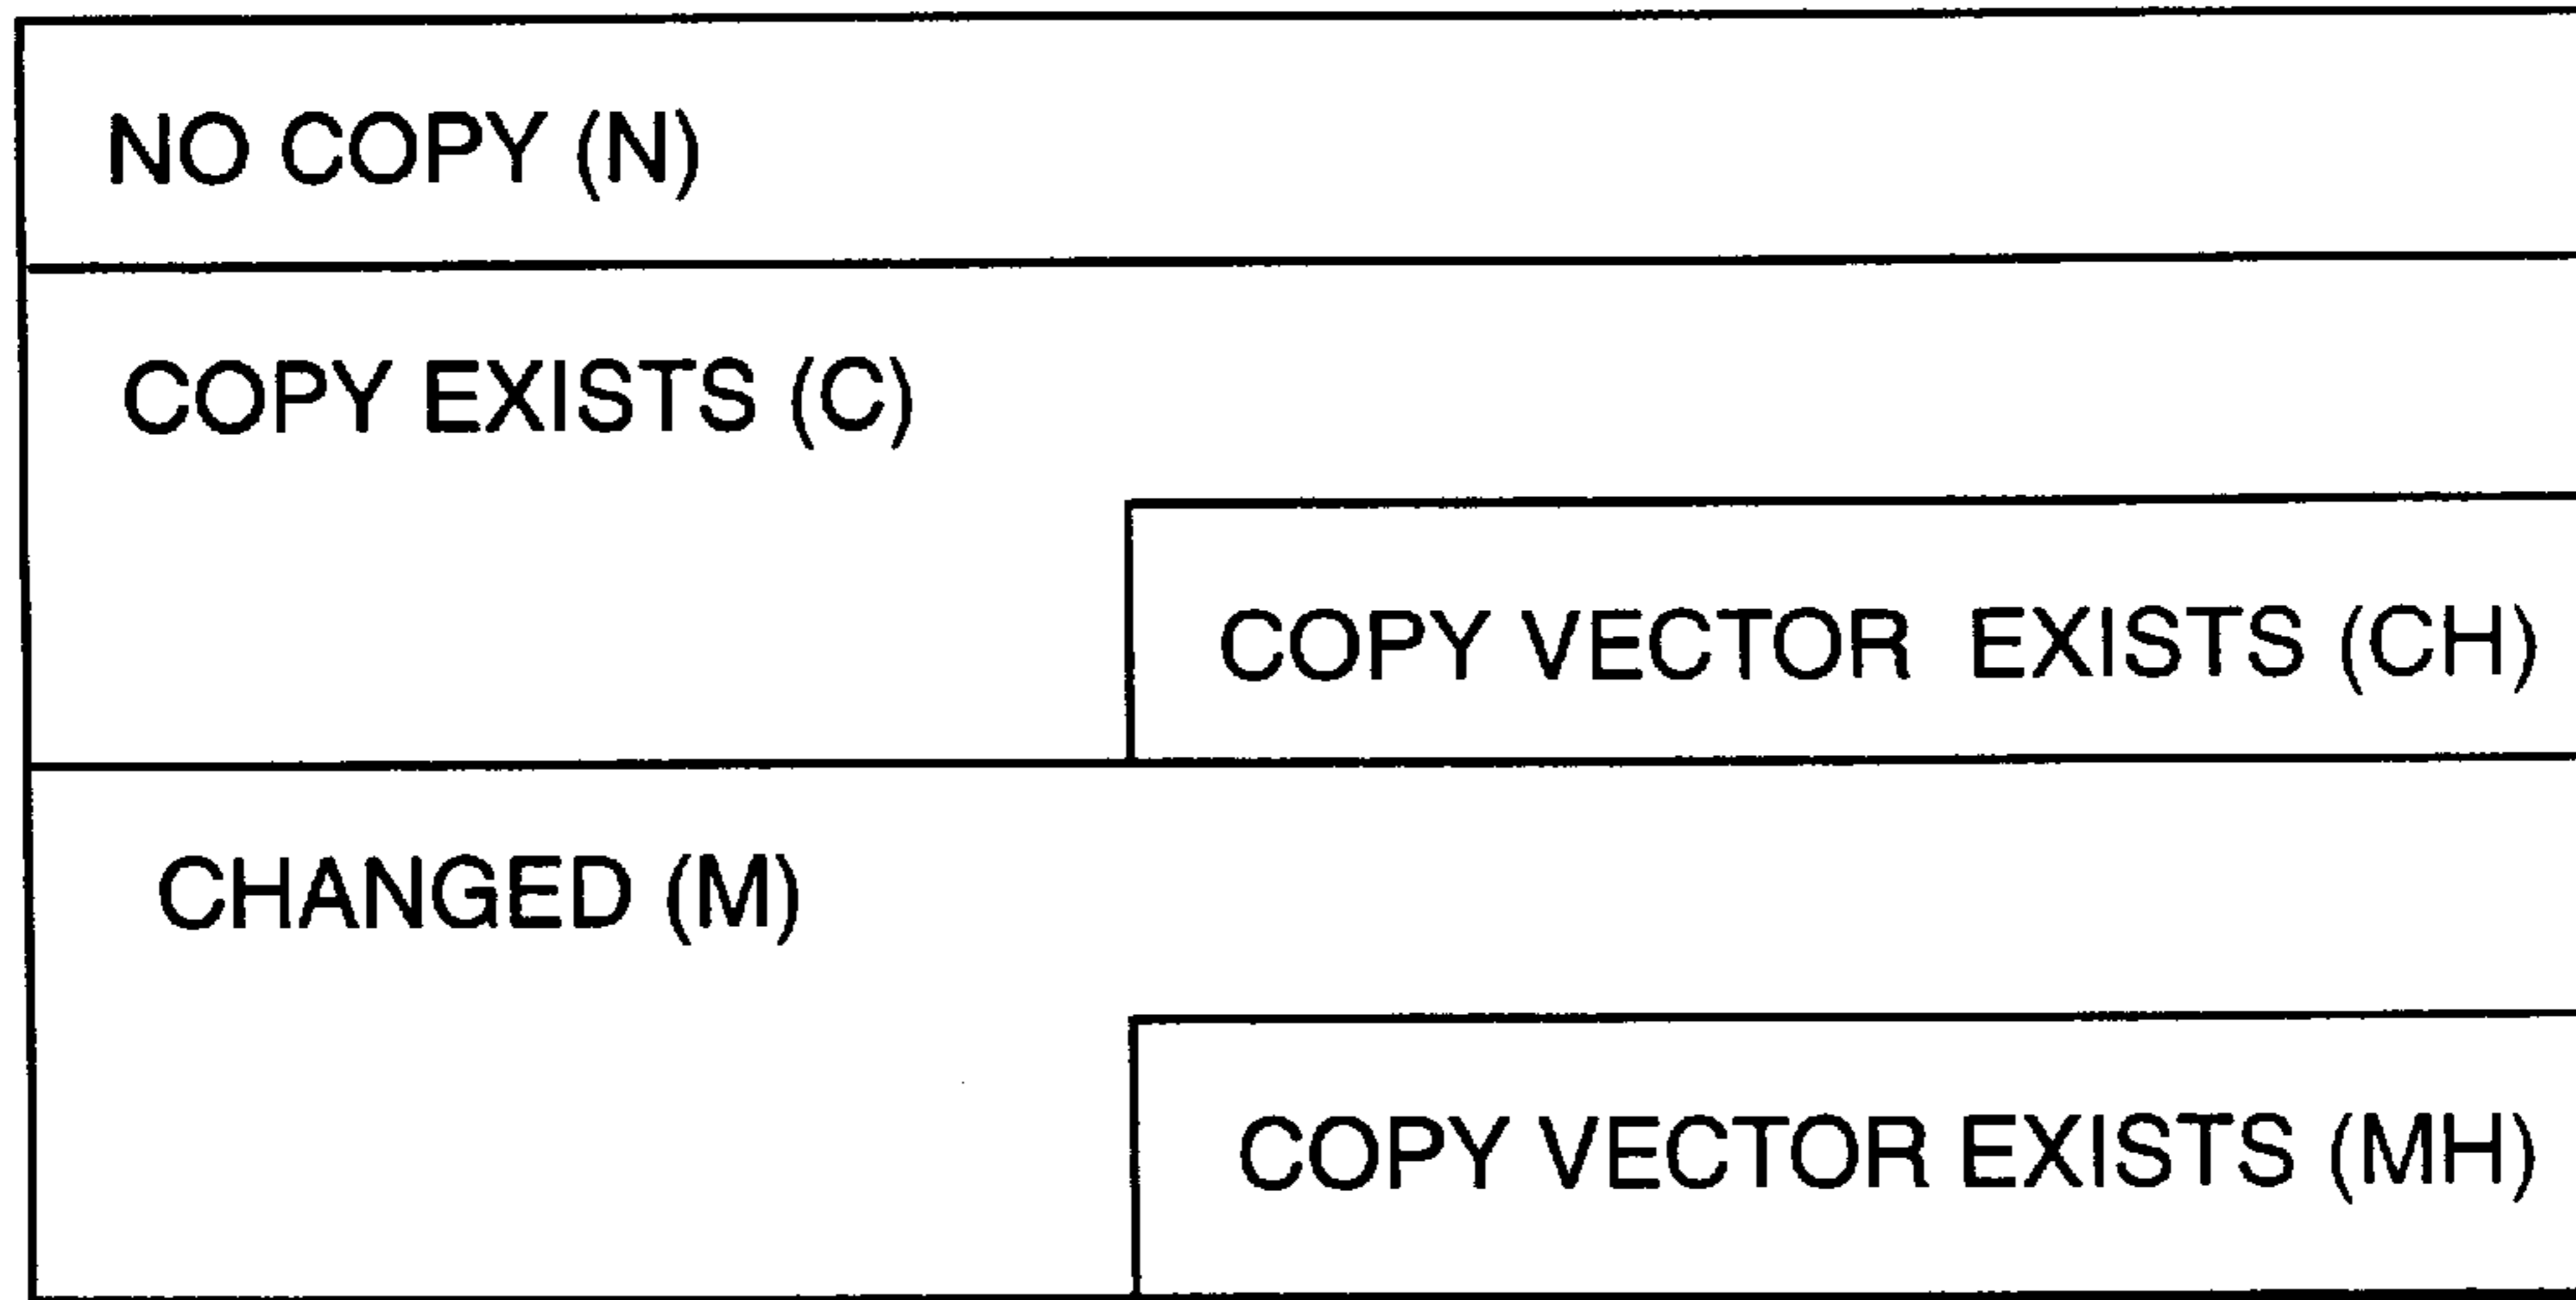 NO COPY (N)
COPY EXISTS (C)
COPY VECTOR EXISTS (CH)
CHANGED (M)
COPY VECTOR EXISTS (MH)